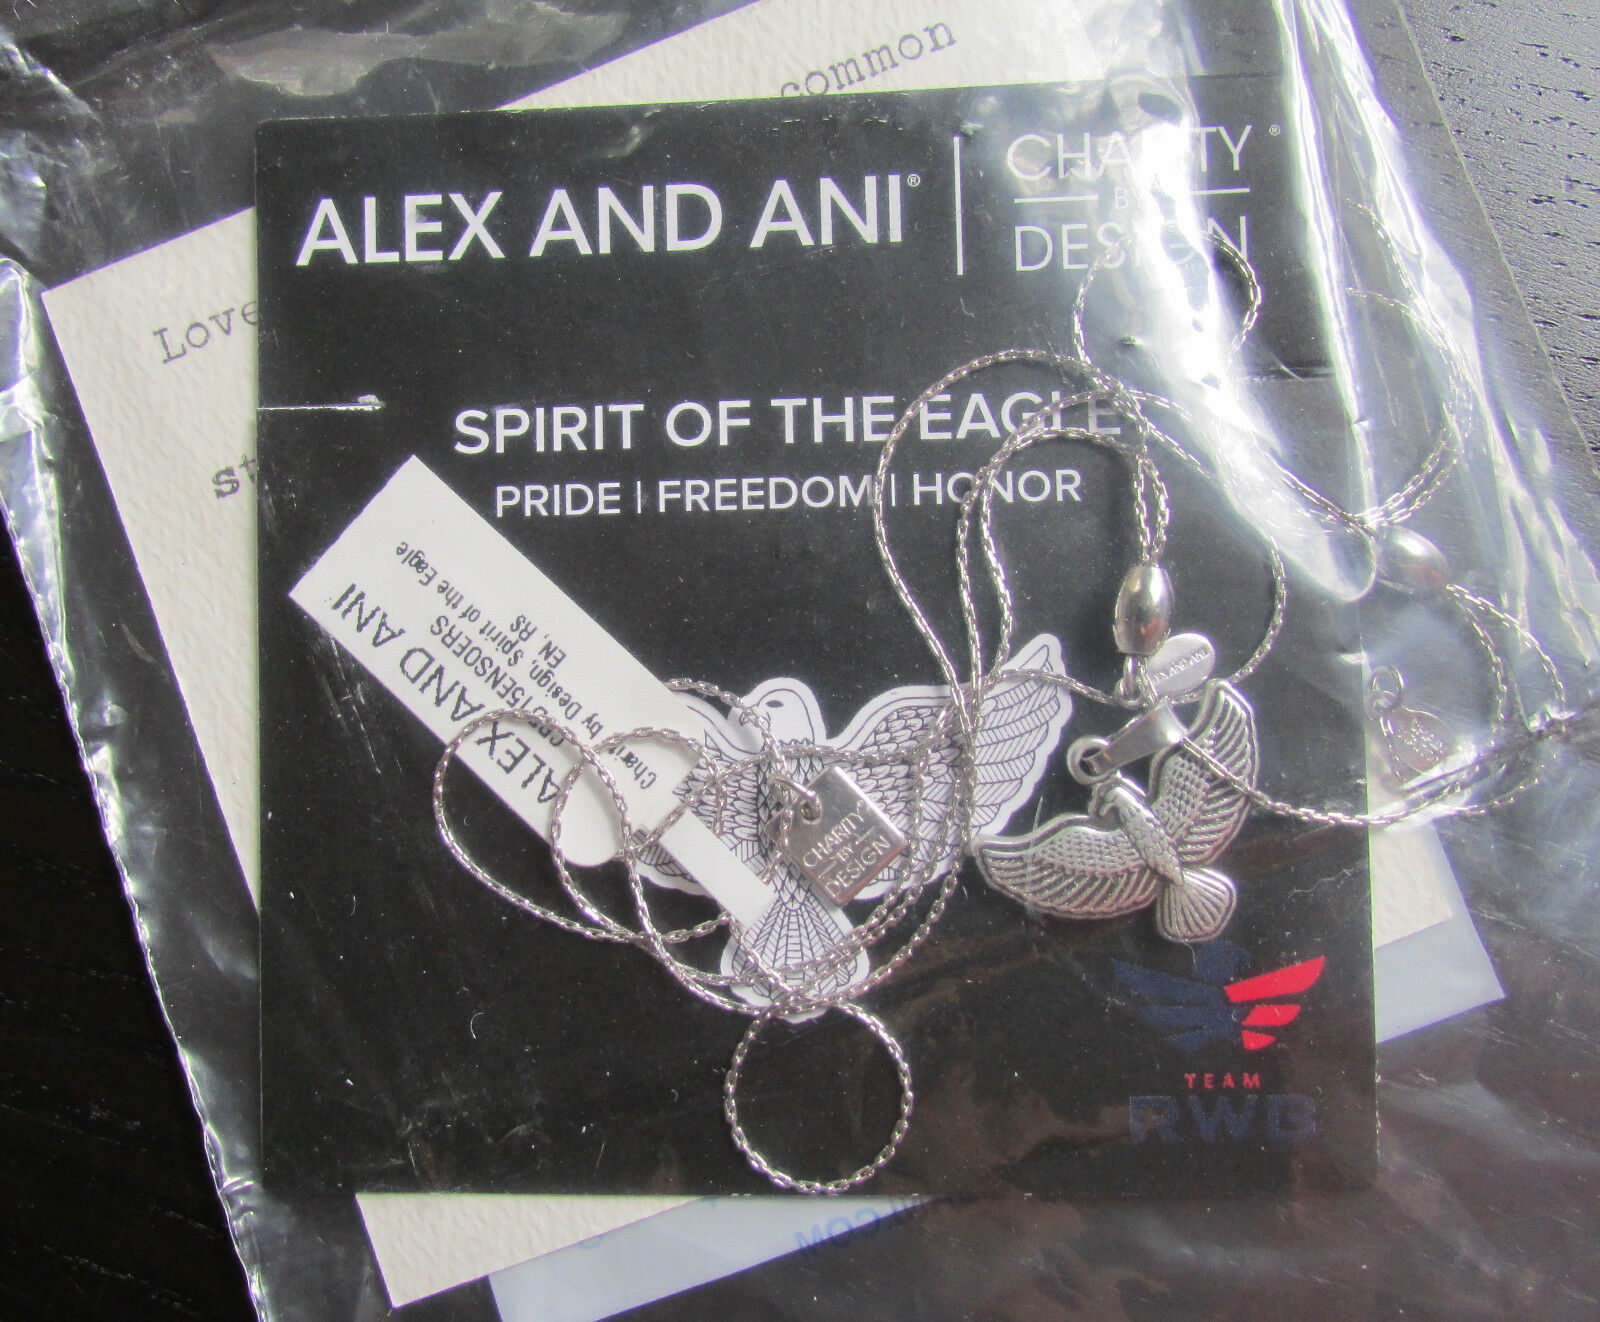 common
ALEX AND ANI®
CHARITY®
BY
DESIGN
Love
st
SPIRIT OF THE EAGLE
PRIDE | FREEDOM | HONOR
ALEX AND ANI
Charity by Design, Spirit of the Eagle
EN, RS
CHARITY
BY
DESIGN
TEAM
RWB